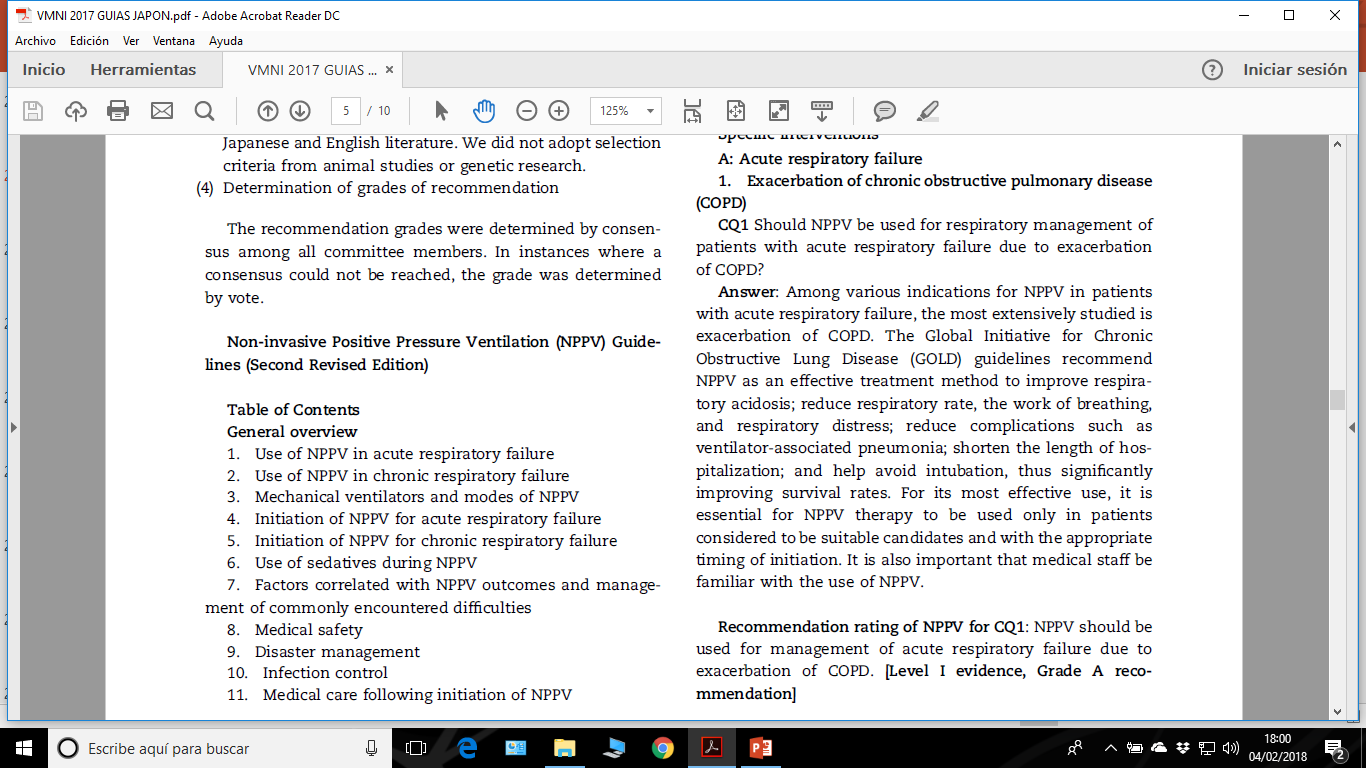 VMNI 2017 GUIAS JAPON.pdf - Adobe Acrobat Reader DC
Archivo Edición Ver Ventana Ayuda
Inicio Herramientas VMNI 2017 GUIAS ... × Iniciar sesión
5 / 10 125%
Japanese and English literature. We did not adopt selection
criteria from animal studies or genetic research.
(4) Determination of grades of recommendation
The recommendation grades were determined by consen-
sus among all committee members. In instances where a
consensus could not be reached, the grade was determined
by vote.
Non-invasive Positive Pressure Ventilation (NPPV) Guide-
lines (Second Revised Edition)
Table of Contents
General overview
1. Use of NPPV in acute respiratory failure
2. Use of NPPV in chronic respiratory failure
3. Mechanical ventilators and modes of NPPV
4. Initiation of NPPV for acute respiratory failure
5. Initiation of NPPV for chronic respiratory failure
6. Use of sedatives during NPPV
7. Factors correlated with NPPV outcomes and manage-
ment of commonly encountered difficulties
8. Medical safety
9. Disaster management
10. Infection control
11. Medical care following initiation of NPPV
Specific interventions
A: Acute respiratory failure
1. Exacerbation of chronic obstructive pulmonary disease
(COPD)
CQ1 Should NPPV be used for respiratory management of
patients with acute respiratory failure due to exacerbation
of COPD?
Answer: Among various indications for NPPV in patients
with acute respiratory failure, the most extensively studied is
exacerbation of COPD. The Global Initiative for Chronic
Obstructive Lung Disease (GOLD) guidelines recommend
NPPV as an effective treatment method to improve respira-
tory acidosis; reduce respiratory rate, the work of breathing,
and respiratory distress; reduce complications such as
ventilator-associated pneumonia; shorten the length of hos-
pitalization; and help avoid intubation, thus significantly
improving survival rates. For its most effective use, it is
essential for NPPV therapy to be used only in patients
considered to be suitable candidates and with the appropriate
timing of initiation. It is also important that medical staff be
familiar with the use of NPPV.
Recommendation rating of NPPV for CQ1: NPPV should be
used for management of acute respiratory failure due to
exacerbation of COPD. [Level I evidence, Grade A reco-
mmendation]
Escribe aquí para buscar
18:00
04/02/2018
2